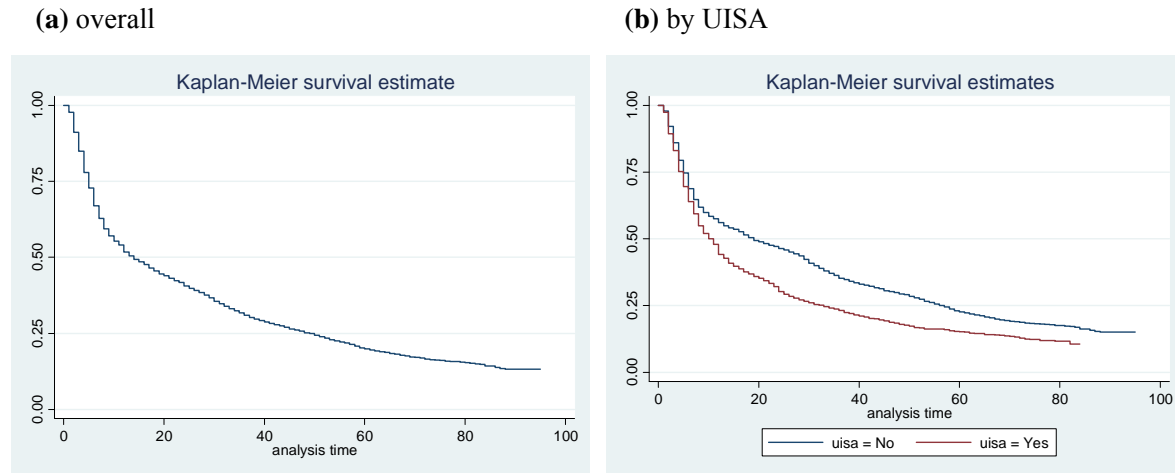 (a) overall
Kaplan-Meier survival estimate
1.00
0.75
0.50
0.25
0.00
0 20 40 60 80 100
analysis time
(b) by UISA
Kaplan-Meier survival estimates
1.00
0.75
0.50
0.25
0.00
0 20 40 60 80 100
analysis time
uisa = No uisa = Yes